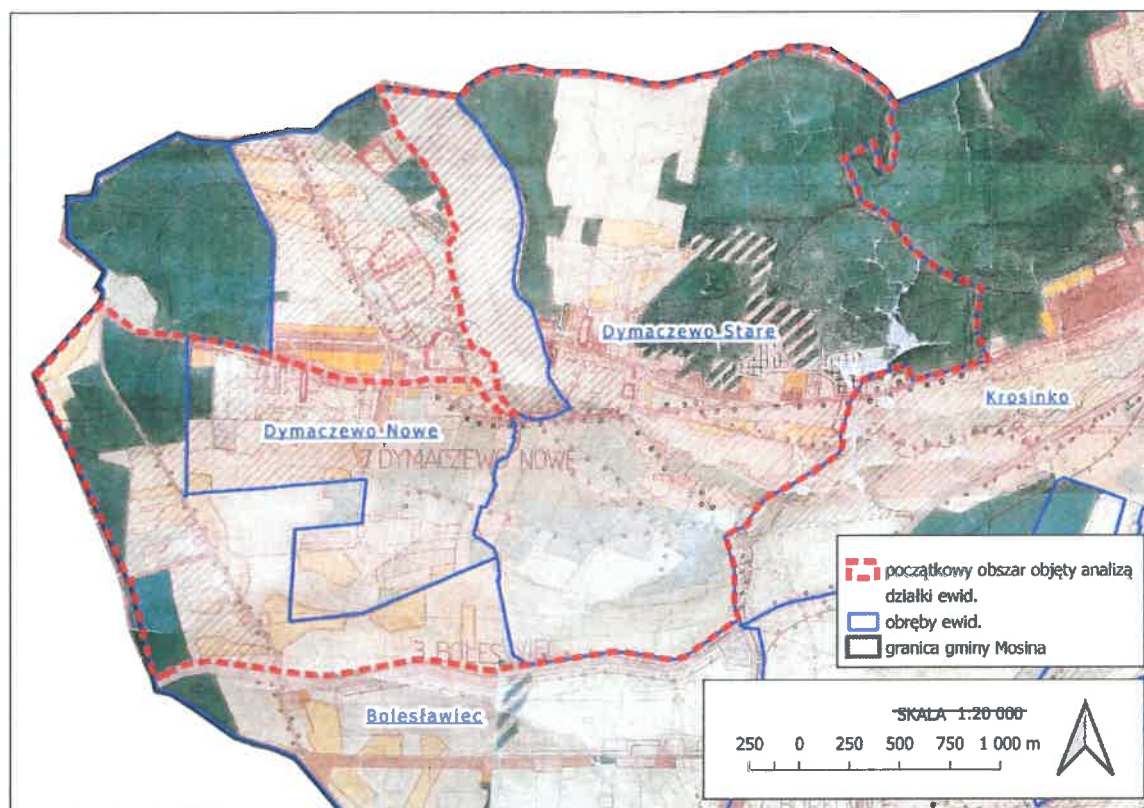 Dymaczewo Stare
Krosinko
Dymaczewo Nowe
7 DYMACZEWO NOWE
początkowy obszar objęty analizą
działki ewid.
obręby ewid.
granica gminy Mosina
3 BOLES
Bolesławiec
SKALA 1:20 000
250 0 250 500 750 1 000 m